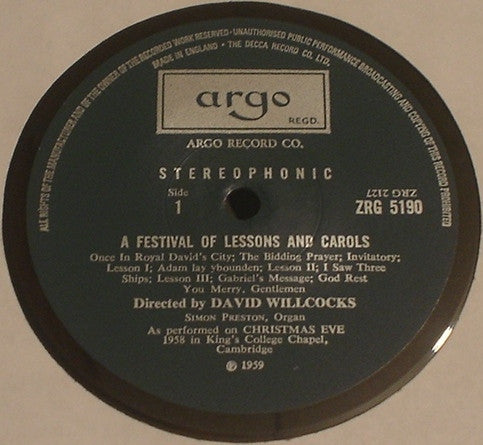 ALL RIGHTS OF THE MANUFACTURER AND OF THE OWNER OF THE RECORDED WORK RESERVED · UNAUTHORISED PUBLIC PERFORMANCE BROADCASTING AND COPYING OF THIS RECORD PROHIBITED
MADE IN ENGLAND · THE DECCA RECORD CO. LTD.
argo
REGD.
ARGO RECORD CO.
STEREOPHONIC
Side
1
ZRG 2127
ZRG 5190
A FESTIVAL OF LESSONS AND CAROLS
Once In Royal David's City; The Bidding Prayer; Invitatory;
Lesson I; Adam lay ybounden; Lesson II; I Saw Three
Ships; Lesson III; Gabriel's Message; God Rest
You Merry, Gentlemen
Directed by DAVID WILLCOCKS
SIMON PRESTON, Organ
As performed on CHRISTMAS EVE
1958 in King's College Chapel,
Cambridge
℗ 1959